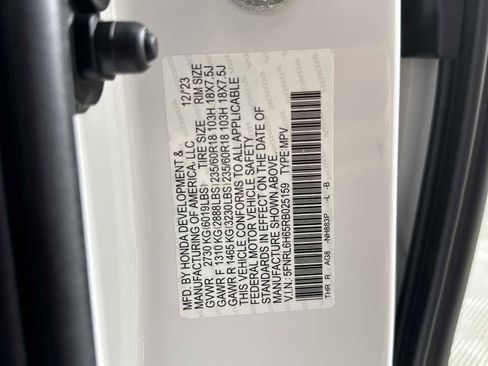 MFD. BY HONDA DEVELOPMENT & 12/23
MANUFACTURING OF AMERICA, LLC
GVWR 2730 KG(6019LBS) TIRE SIZE RIM SIZE
GAWR F 1310 KG(2888LBS) 235/60R18 103H 18X7.5J
GAWR R 1465 KG(3230LBS) 235/60R18 103H 18X7.5J
THIS VEHICLE CONFORMS TO ALL APPLICABLE
FEDERAL MOTOR VEHICLE SAFETY
STANDARDS IN EFFECT ON THE DATE OF
MANUFACTURE SHOWN ABOVE.
V.I.N.: 5FNRL6H65RB025159 TYPE:MPV
THR R AG8 -NH883P -L -B